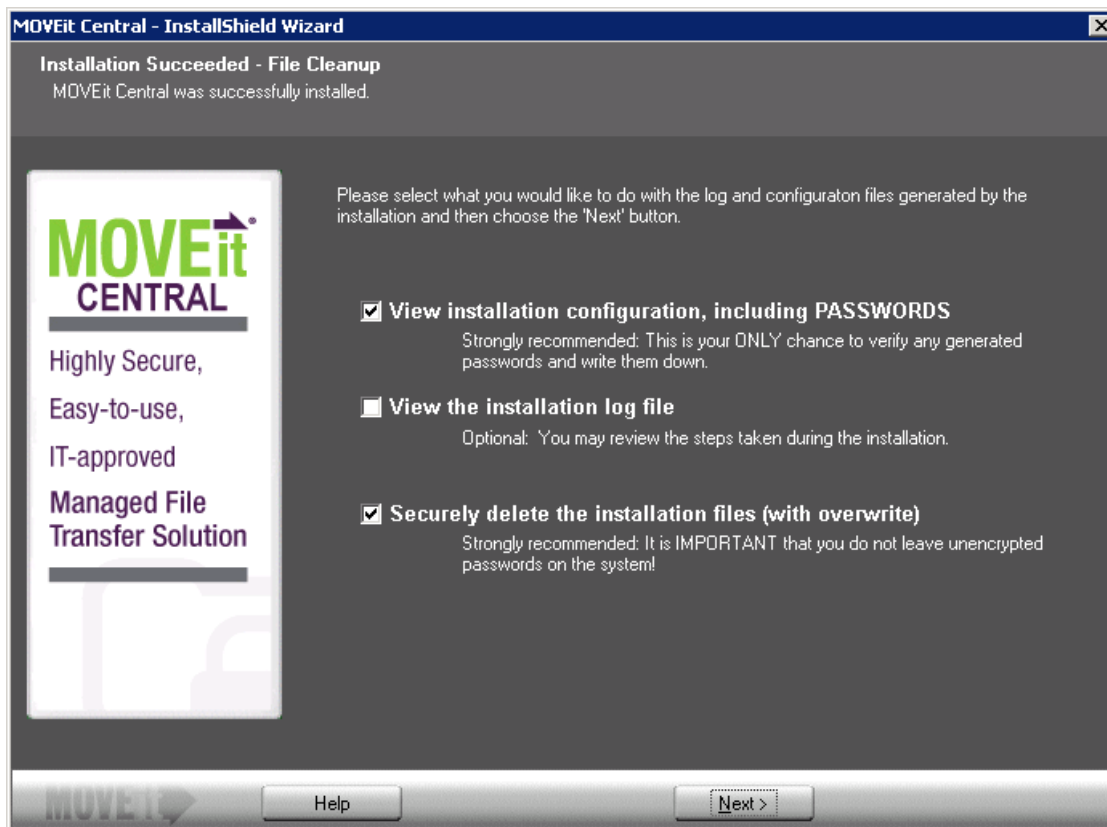 MOVEit Central - InstallShield Wizard
Installation Succeeded - File Cleanup
MOVEit Central was successfully installed.
MOVEit®
CENTRAL
Highly Secure,
Easy-to-use,
IT-approved
Managed File
Transfer Solution
Please select what you would like to do with the log and configuraton files generated by the
installation and then choose the 'Next' button.
View installation configuration, including PASSWORDS
Strongly recommended: This is your ONLY chance to verify any generated
passwords and write them down.
View the installation log file
Optional: You may review the steps taken during the installation.
Securely delete the installation files (with overwrite)
Strongly recommended: It is IMPORTANT that you do not leave unencrypted
passwords on the system!
MOVEit
Help
Next >